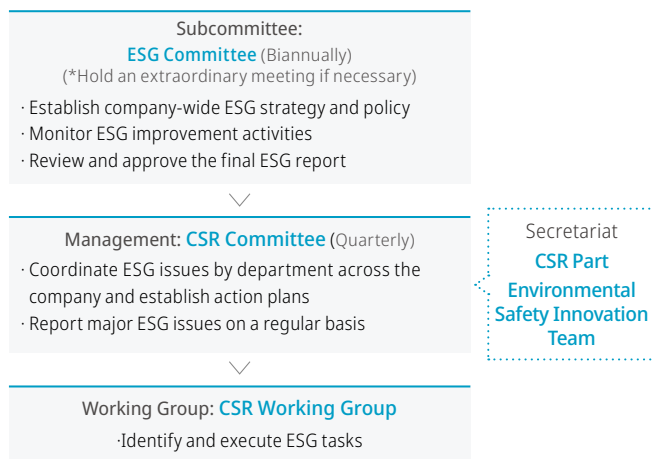 Subcommittee:
ESG Committee (Biannually)
(*Hold an extraordinary meeting if necessary)
· Establish company-wide ESG strategy and policy
· Monitor ESG improvement activities
· Review and approve the final ESG report
Management: CSR Committee (Quarterly)
· Coordinate ESG issues by department across the
company and establish action plans
· Report major ESG issues on a regular basis
Secretariat
CSR Part
Environmental
Safety Innovation
Team
Working Group: CSR Working Group
·Identify and execute ESG tasks